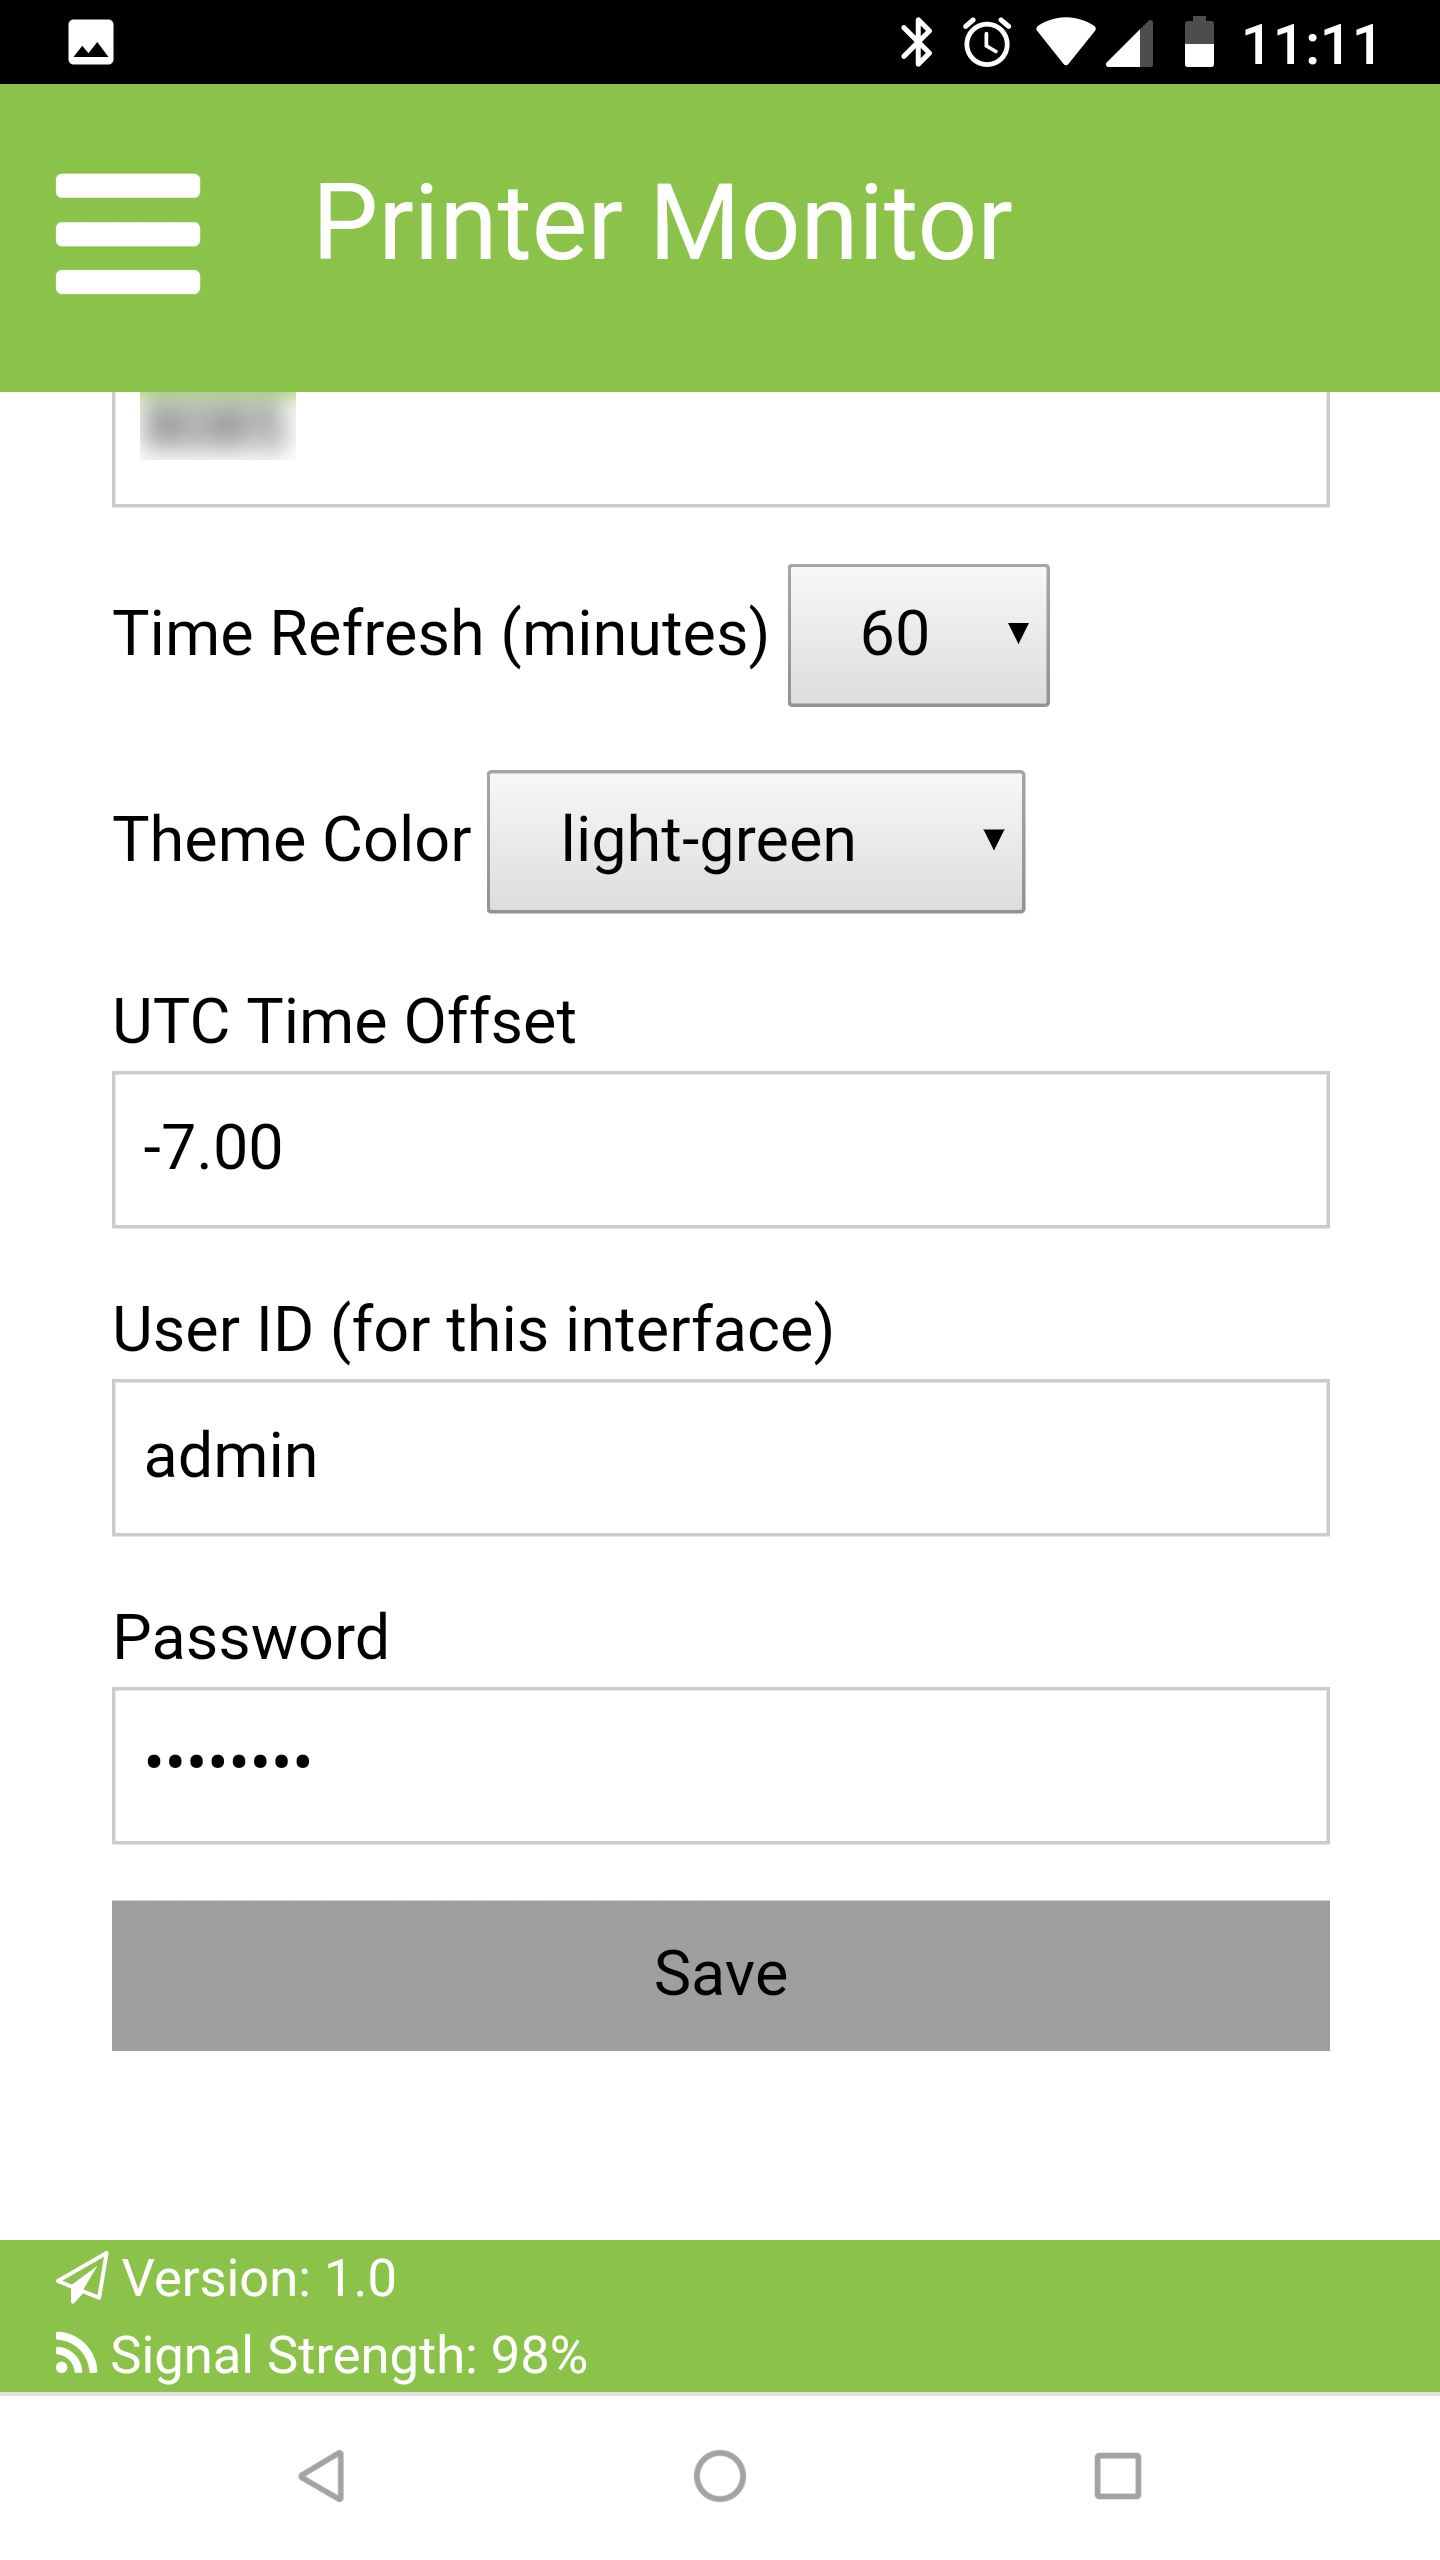 11:11
Printer Monitor
Time Refresh (minutes) 60
Theme Color light-green
UTC Time Offset
-7.00
User ID (for this interface)
admin
Password
••••••••
Save
Version: 1.0
Signal Strength: 98%